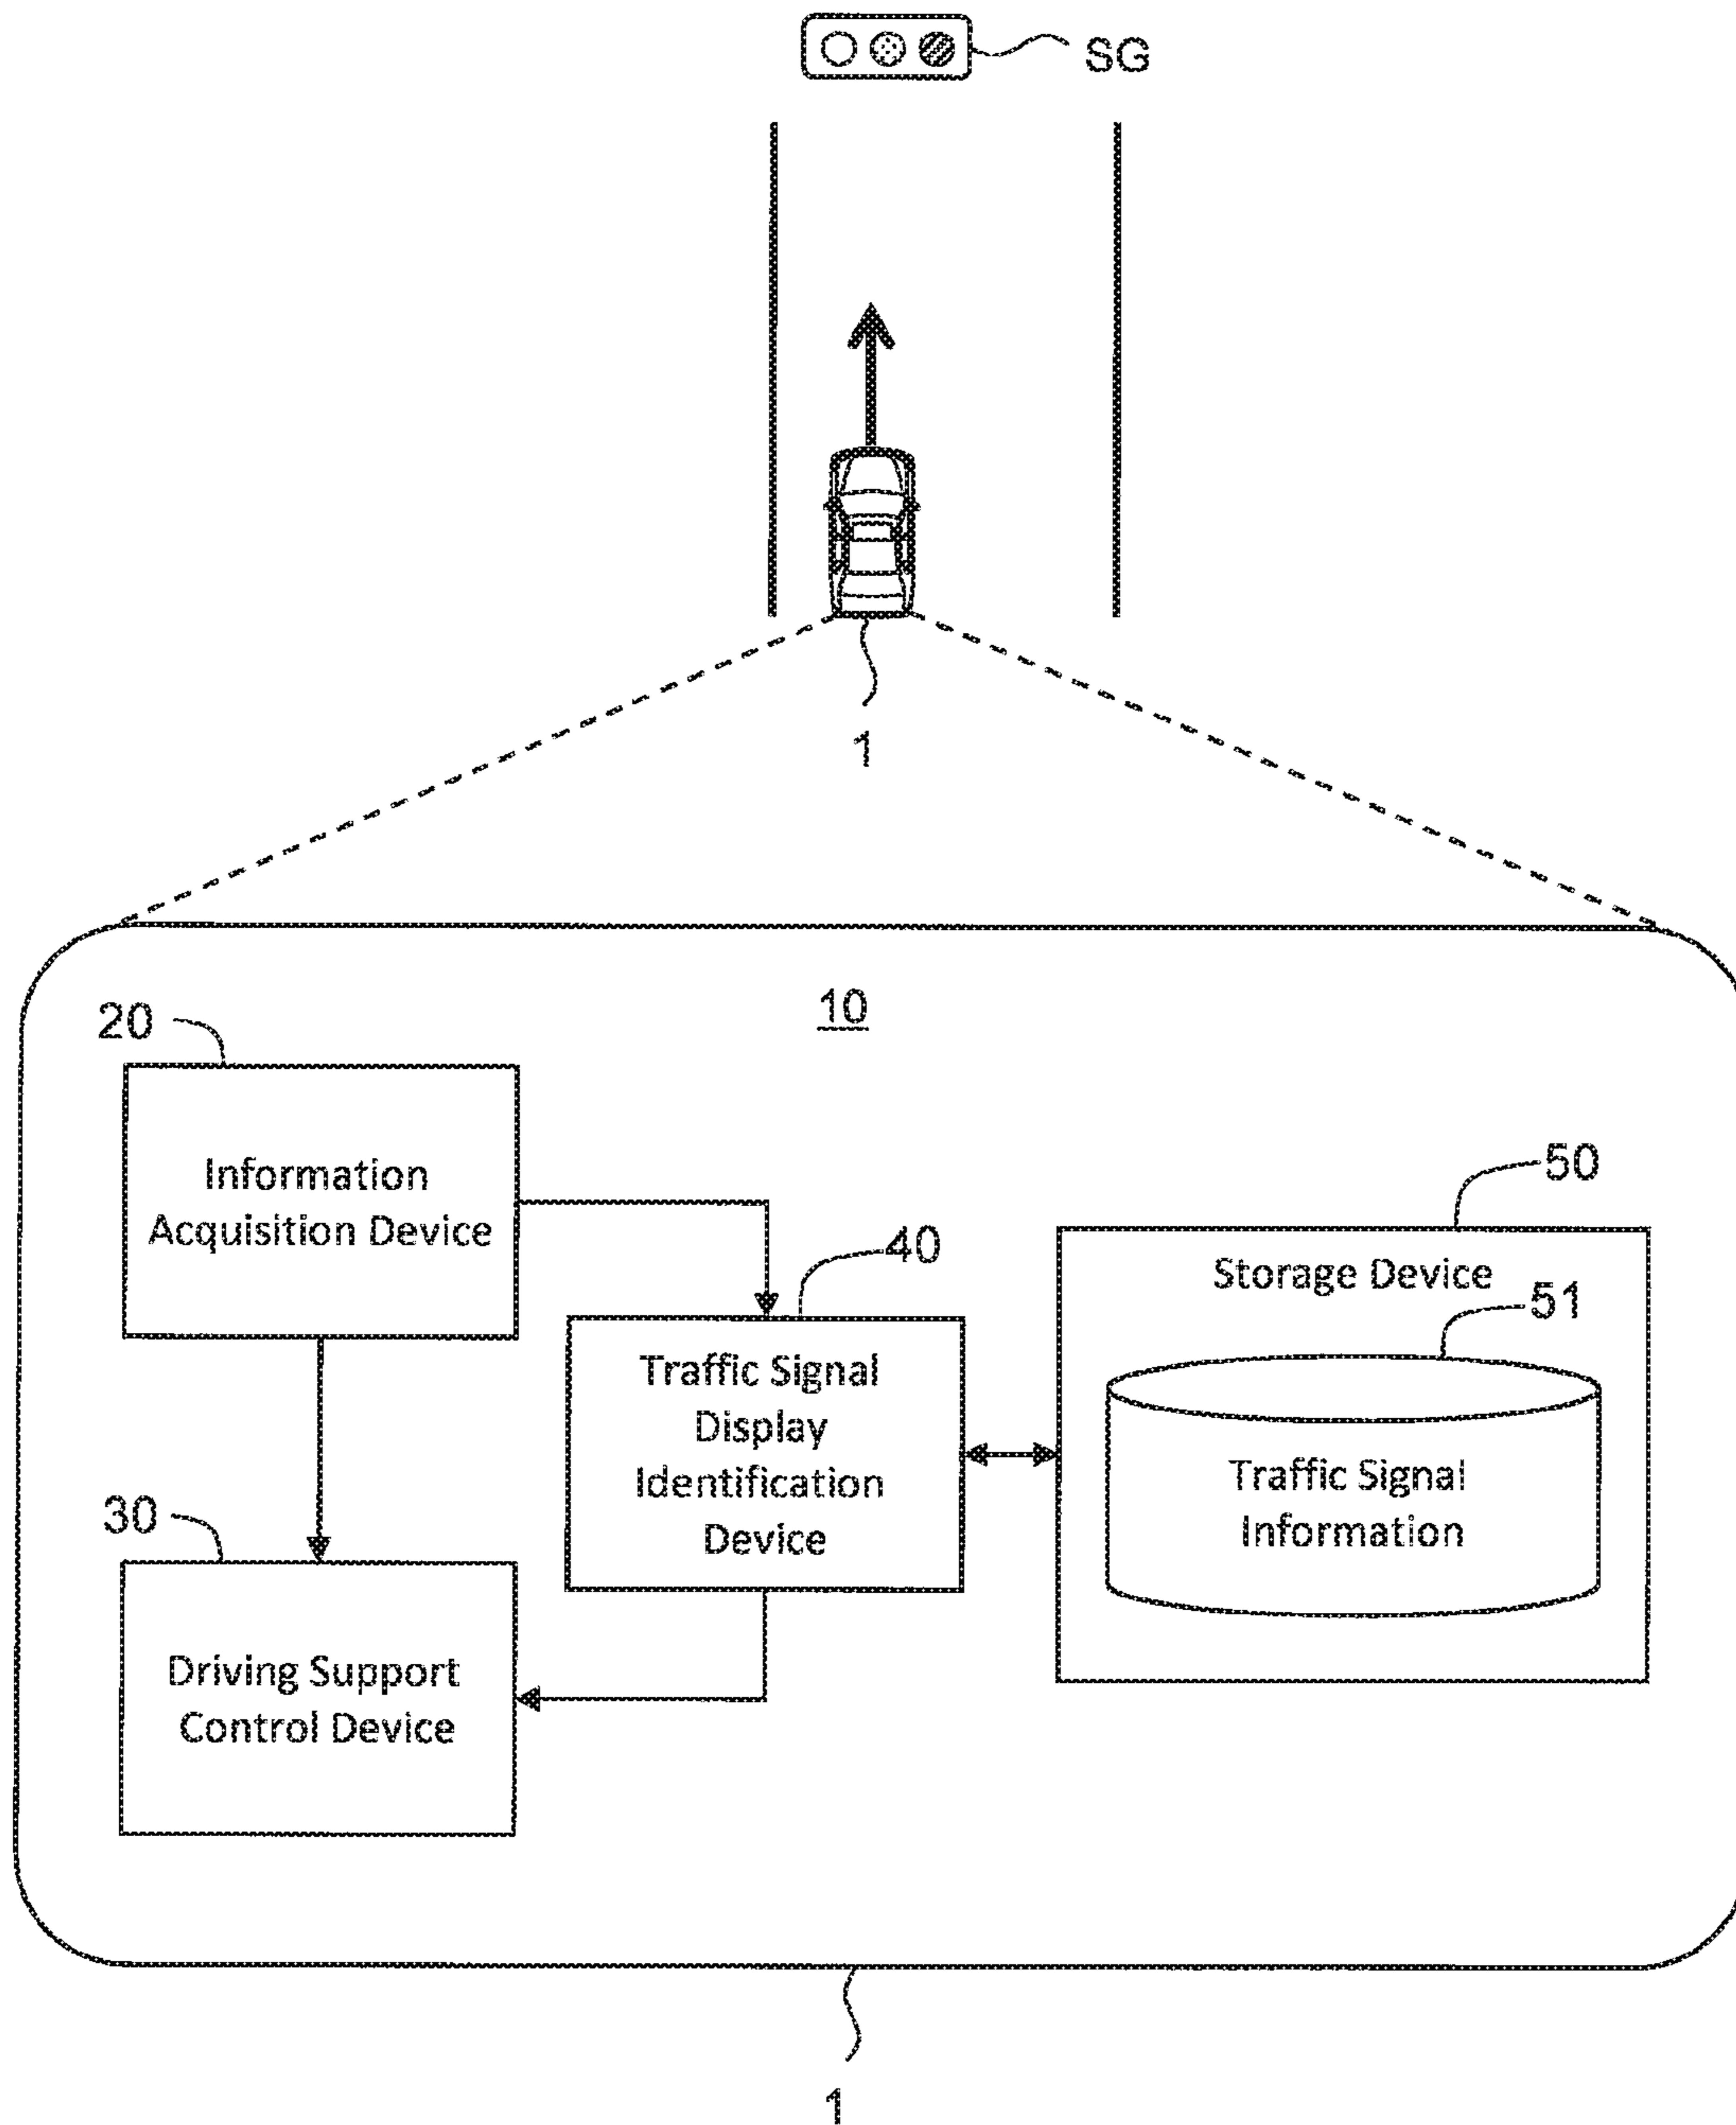 SG
1
10
20
Information
Acquisition Device
50
Storage Device
40
51
Traffic Signal
Display
Identification
Device
Traffic Signal
Information
30
Driving Support
Control Device
1